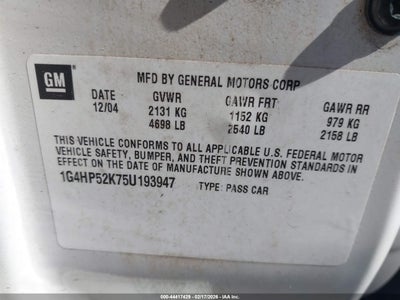 GM
MFD BY GENERAL MOTORS CORP
DATE GVWR GAWR FRT GAWR RR
12/04 2131 KG 1152 KG 979 KG
4698 LB 2540 LB 2158 LB
THIS VEHICLE CONFORMS TO ALL APPLICABLE U.S. FEDERAL MOTOR
VEHICLE SAFETY, BUMPER, AND THEFT PREVENTION STANDARDS IN
EFFECT ON THE DATE OF MANUFACTURE SHOWN ABOVE.
1G4HP52K75U193947 TYPE: PASS CAR
000-44417428 - 02/17/2026 - IAAI.COM